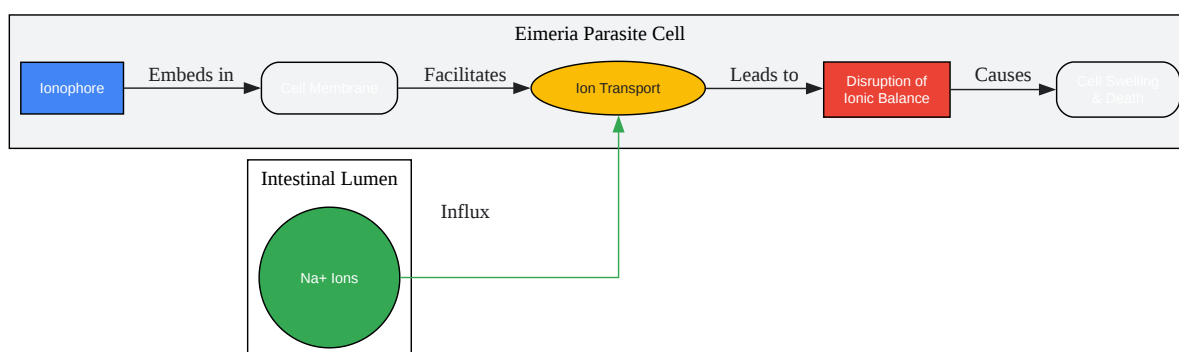 Eimeria Parasite Cell
Ionophore
Embeds in
Cell Membrane
Facilitates
Ion Transport
Leads to
Disruption of
Ionic Balance
Causes
Cell Swelling
& Death
Intestinal Lumen
Na+ Ions
Influx